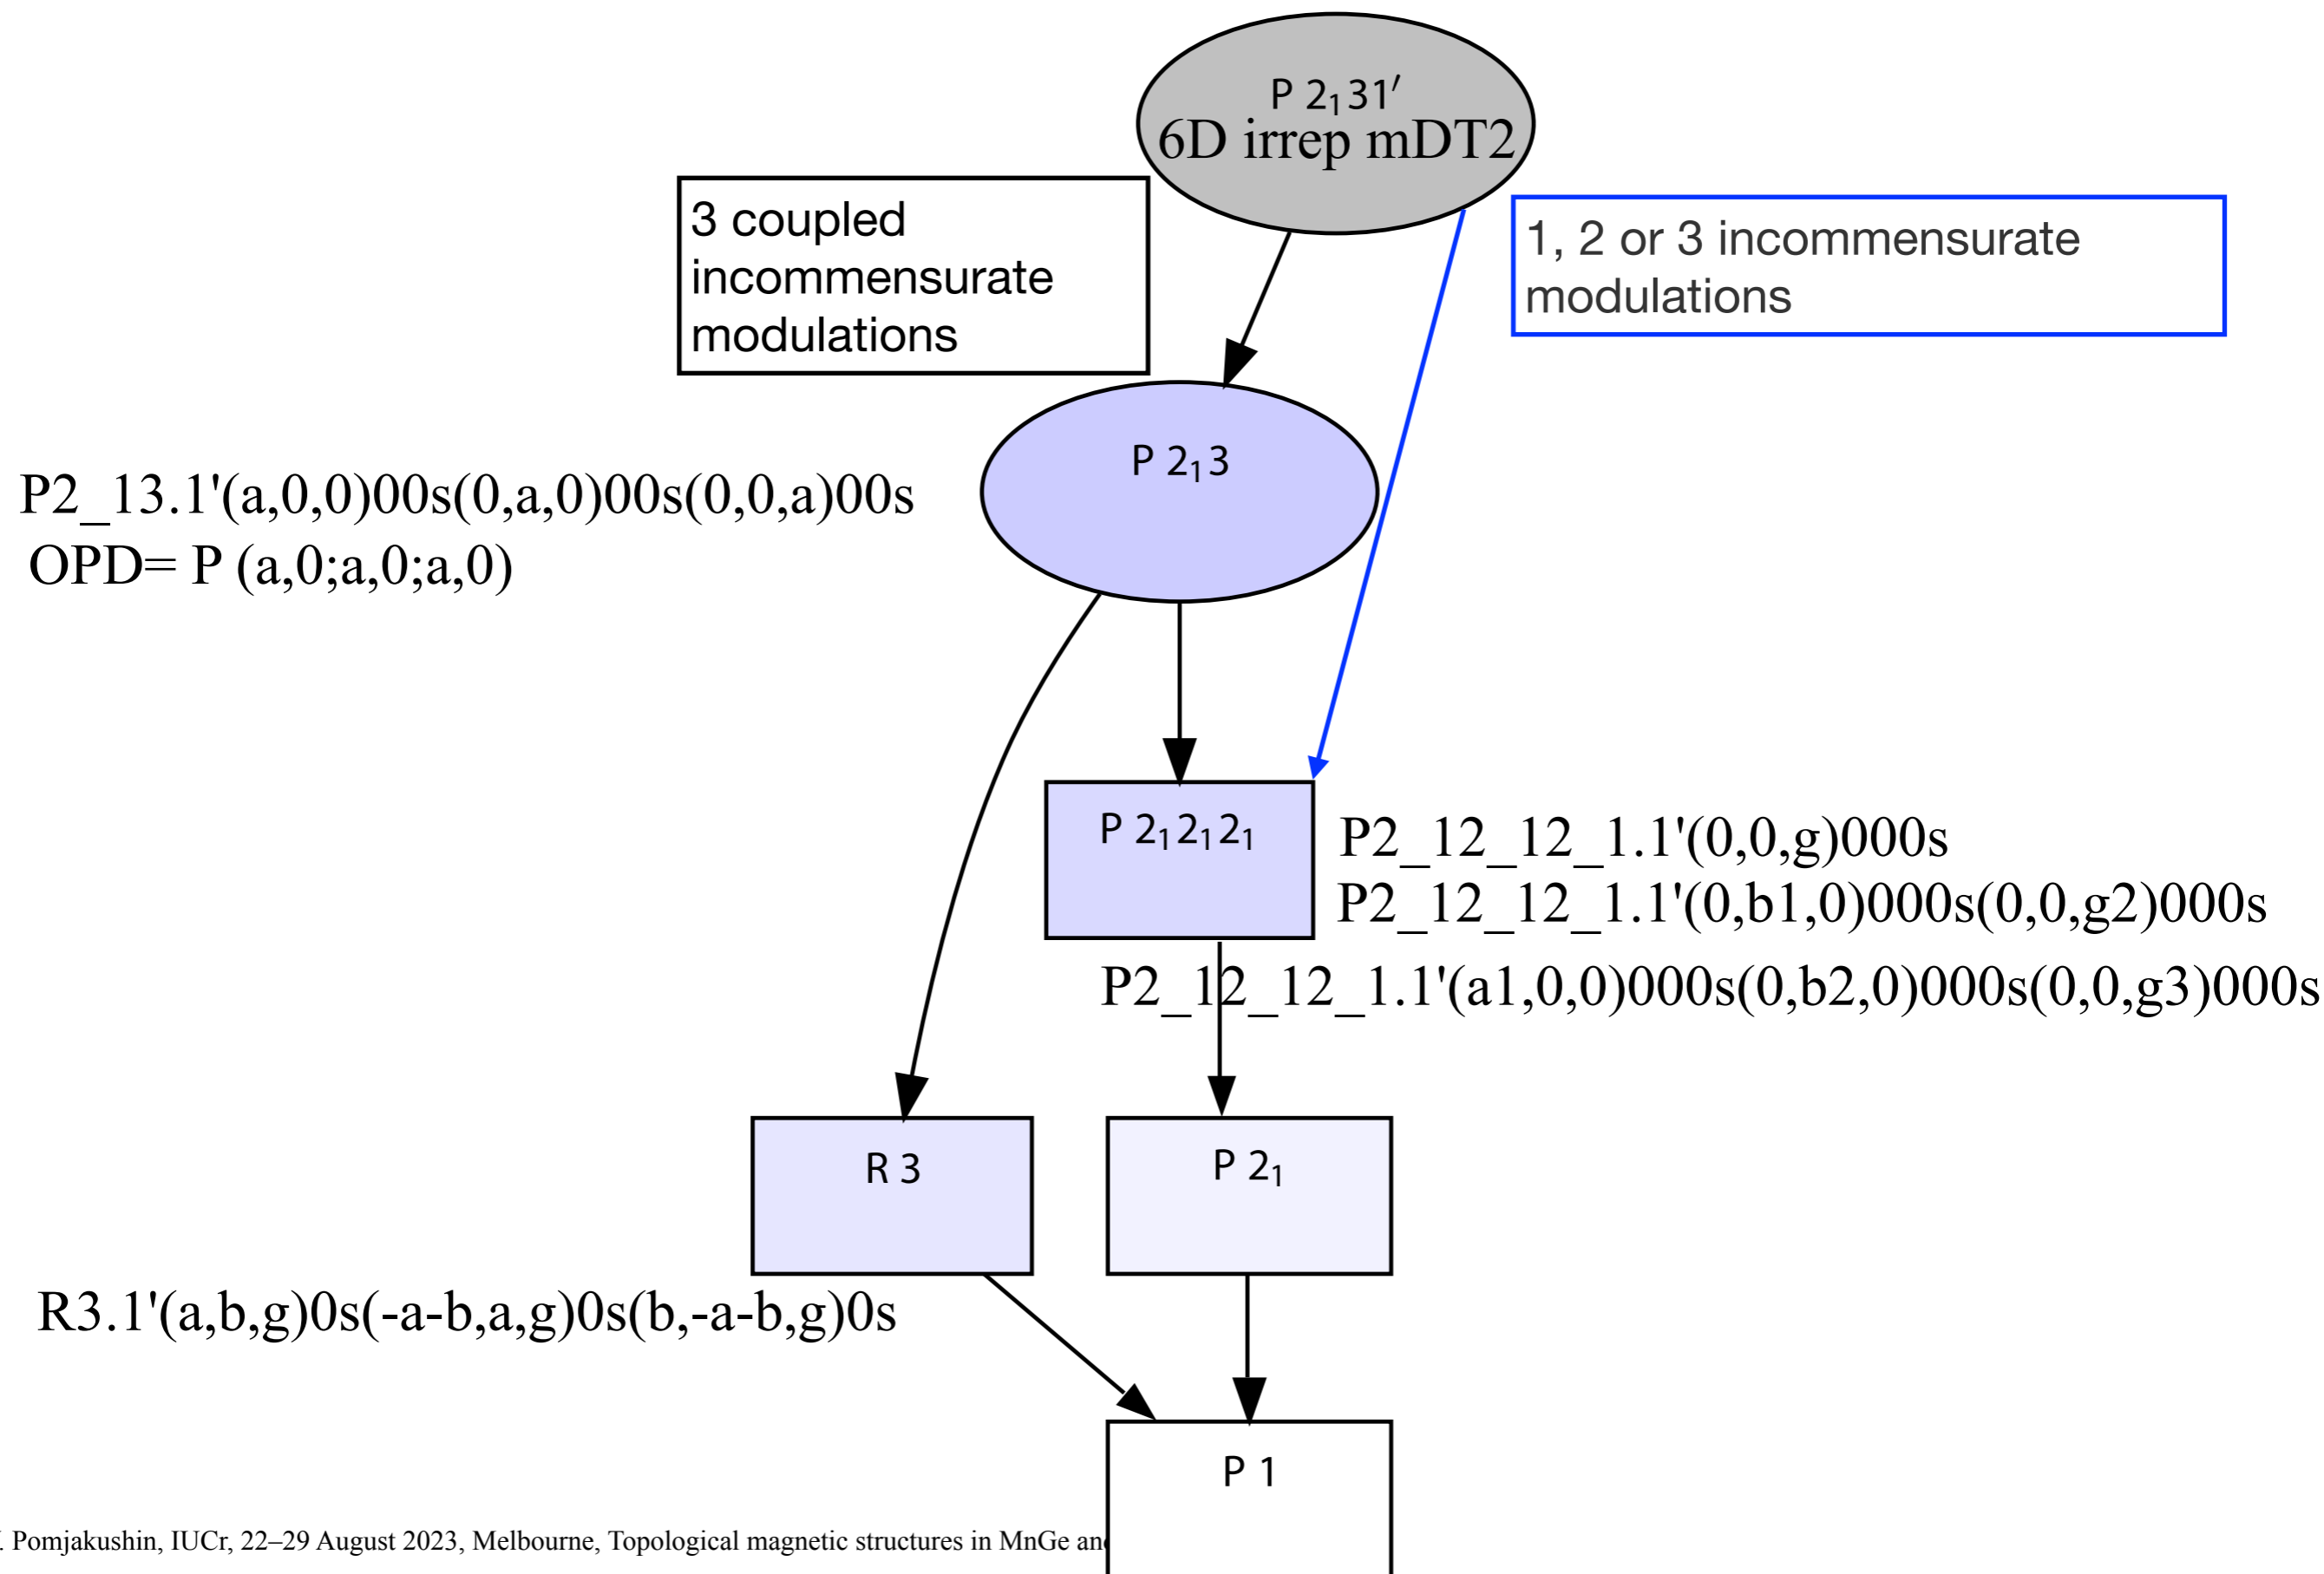 P 2₁31′
6D irrep mDT2
3 coupled
incommensurate
modulations
1, 2 or 3 incommensurate
modulations
P 2₁3
P2_13.1'(a,0,0)00s(0,a,0)00s(0,0,a)00s
OPD= P (a,0;a,0;a,0)
P 2₁2₁2₁
P2_12_12_1.1'(0,0,g)000s
P2_12_12_1.1'(0,b1,0)000s(0,0,g2)000s
P2_12_12_1.1'(a1,0,0)000s(0,b2,0)000s(0,0,g3)000s
R 3
P 2₁
R3.1'(a,b,g)0s(-a-b,a,g)0s(b,-a-b,g)0s
P 1
. Pomjakushin, IUCr, 22–29 August 2023, Melbourne, Topological magnetic structures in MnGe and